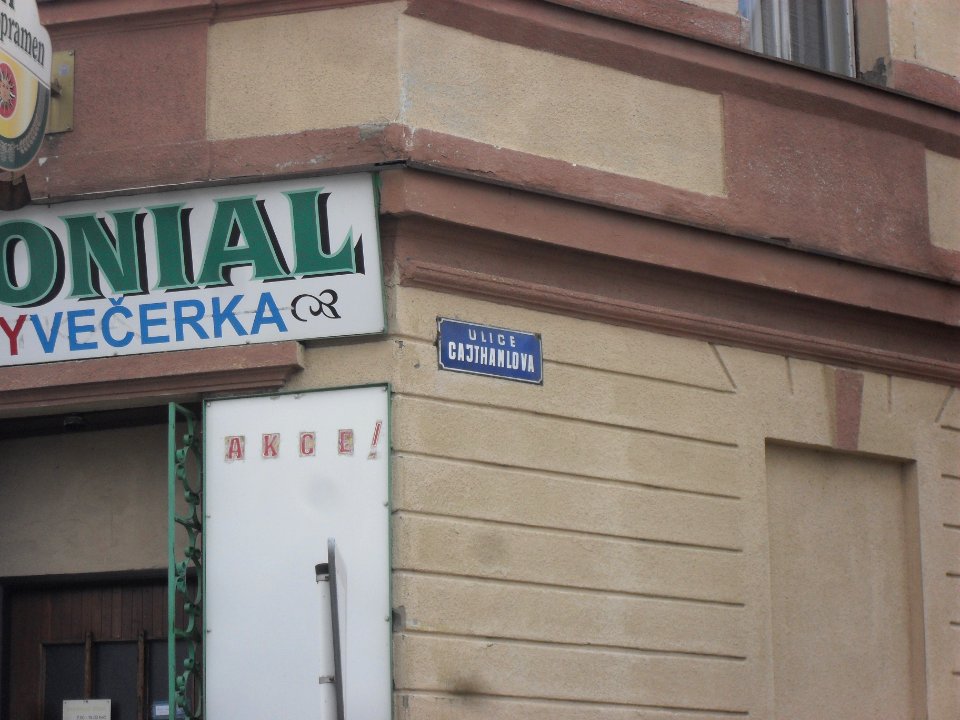 pramen
ONIAL
YVEČERKA
ULICE
CAJTHAMLOVA
AKCE!